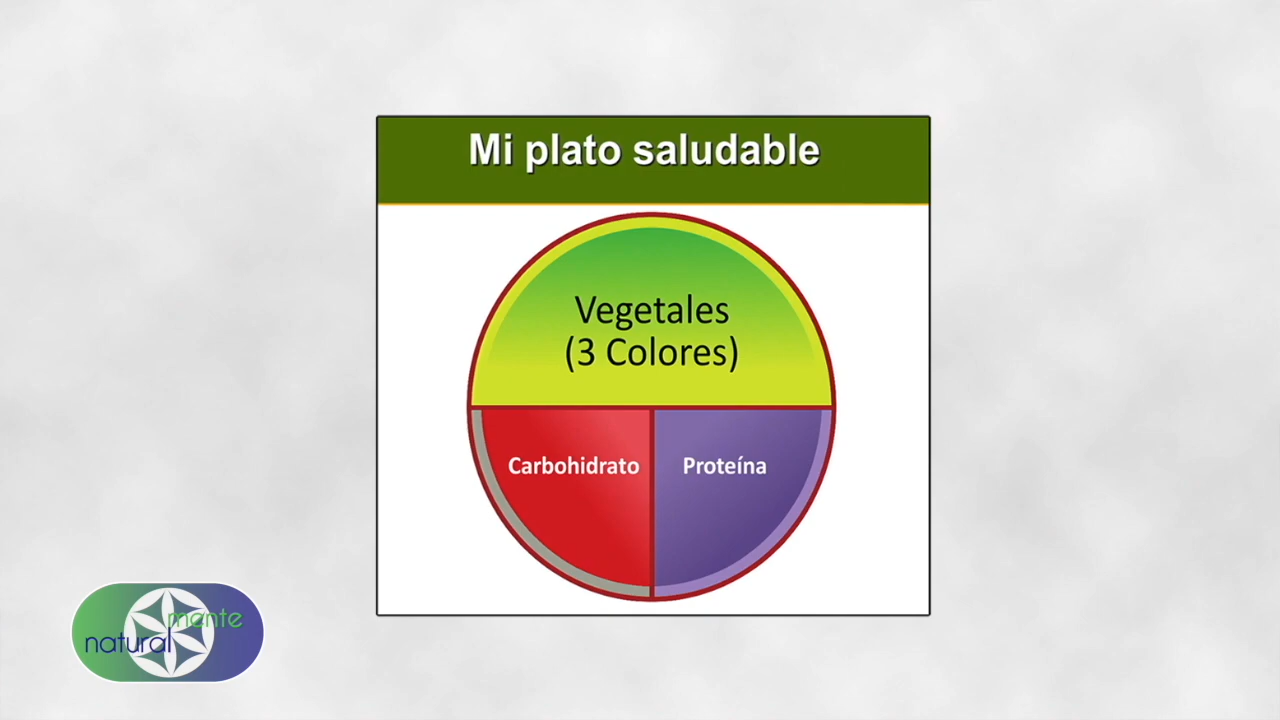 Mi plato saludable
Vegetales
(3 Colores)
Carbohidrato
Proteína
mente
natural